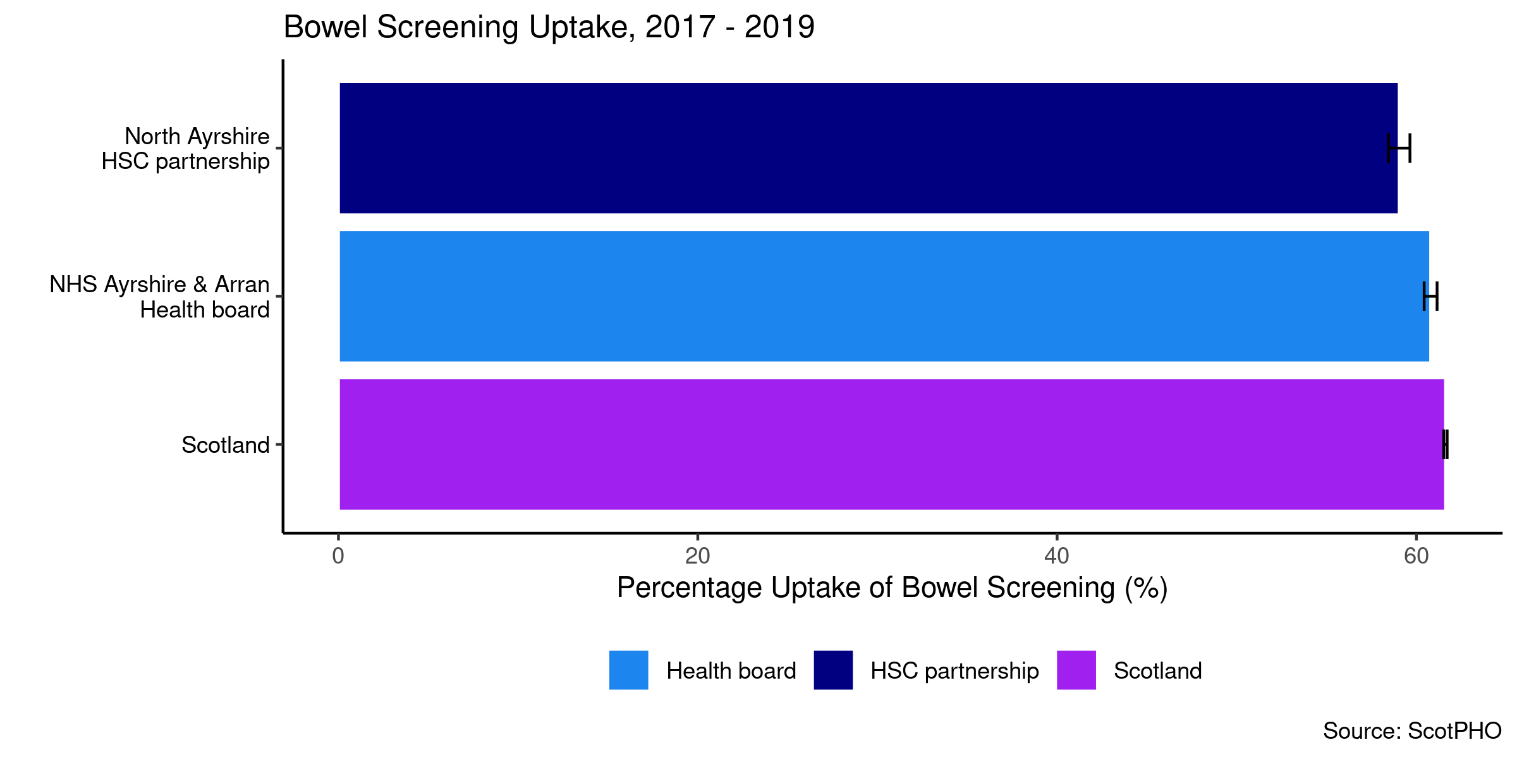 Bowel Screening Uptake, 2017 - 2019
North Ayrshire
HSC partnership
NHS Ayrshire & Arran
Health board
Scotland
0 20 40 60
Percentage Uptake of Bowel Screening (%)
Health board HSC partnership Scotland
Source: ScotPHO